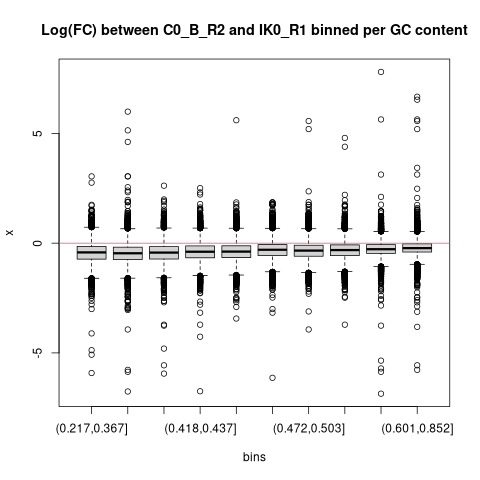 Log(FC) between C0_B_R2 and IK0_R1 binned per GC content
5
0
-5
x
(0.217,0.367] (0.418,0.437] (0.472,0.503] (0.601,0.852]
bins